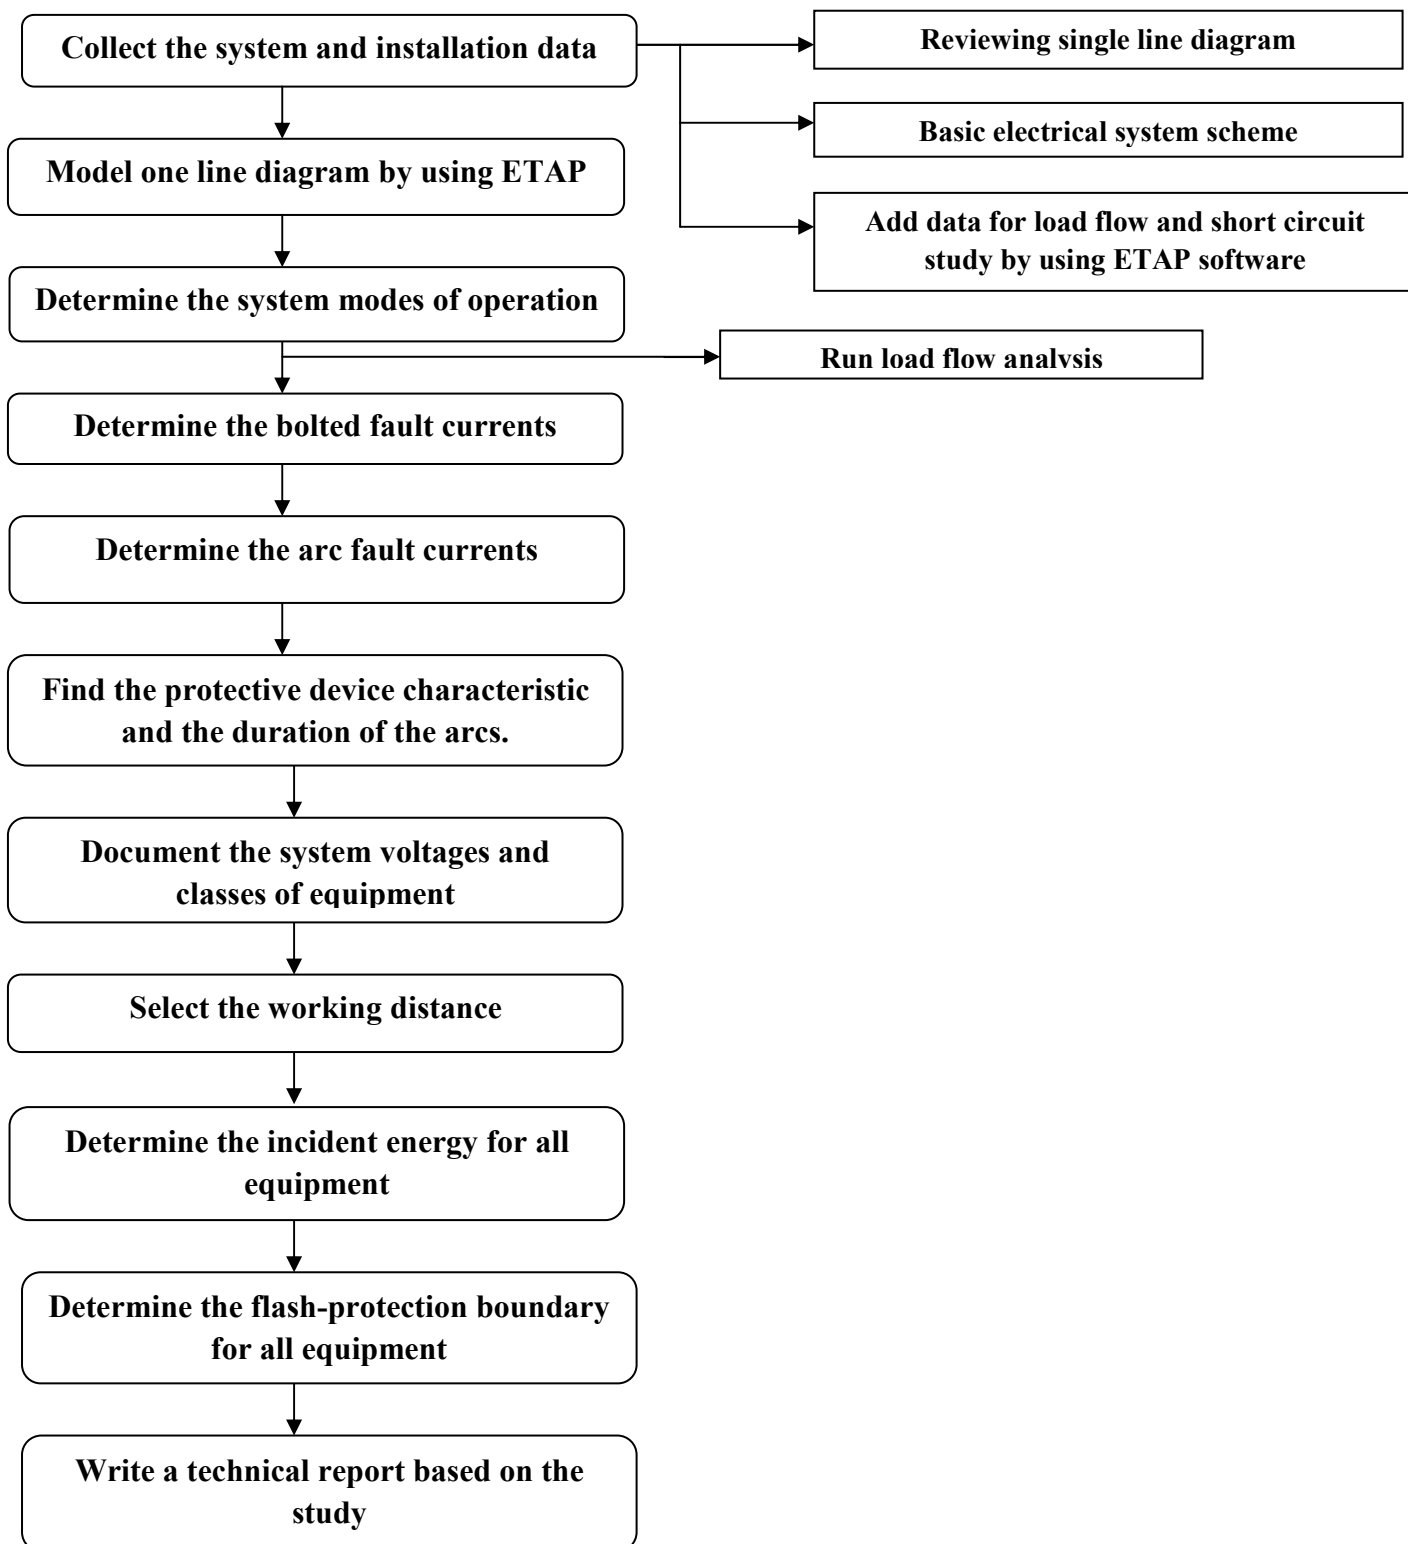 Collect the system and installation data
Reviewing single line diagram
Basic electrical system scheme
Add data for load flow and short circuit
study by using ETAP software
Model one line diagram by using ETAP
Determine the system modes of operation
Run load flow analysis
Determine the bolted fault currents
Determine the arc fault currents
Find the protective device characteristic
and the duration of the arcs.
Document the system voltages and
classes of equipment
Select the working distance
Determine the incident energy for all
equipment
Determine the flash-protection boundary
for all equipment
Write a technical report based on the
study